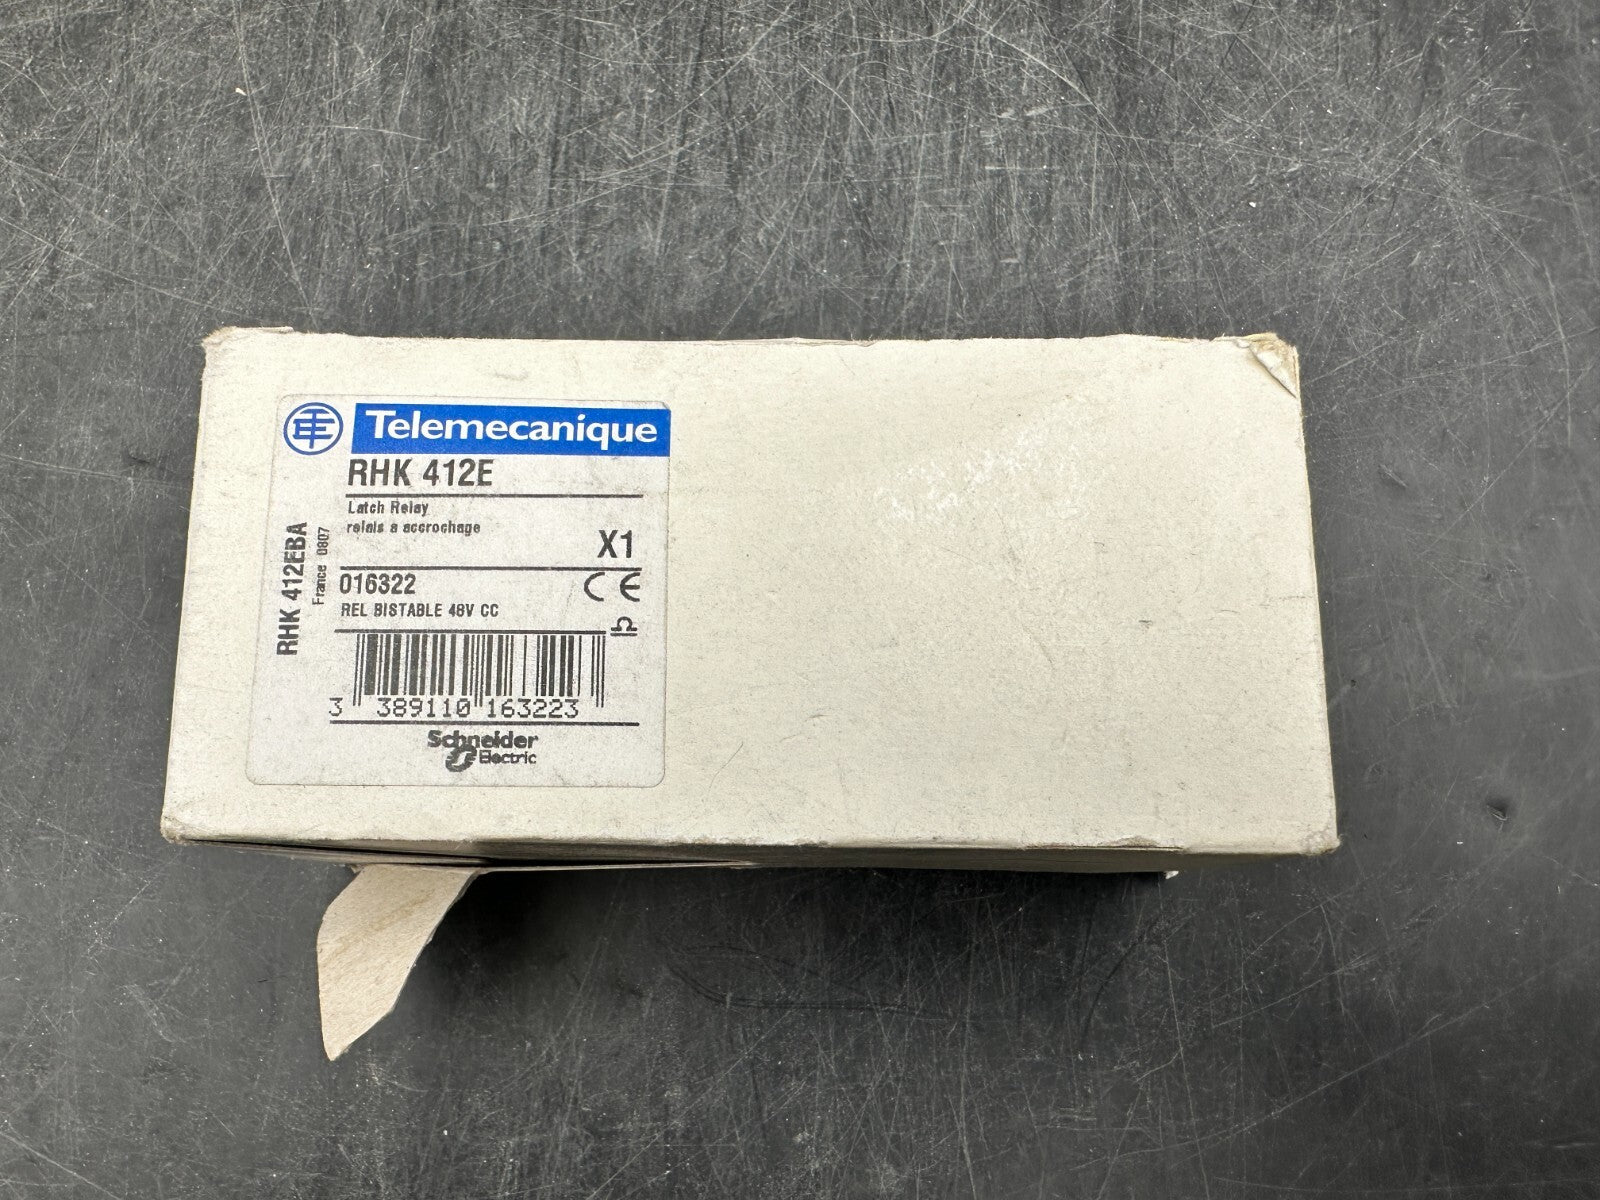 Telemecanique
RHK 412E
Latch Relay
relais a accrochage
X1
RHK 412EBA
France 0807
016322
CE
REL BISTABLE 48V CC
3 389110 163223
Schneider
Electric